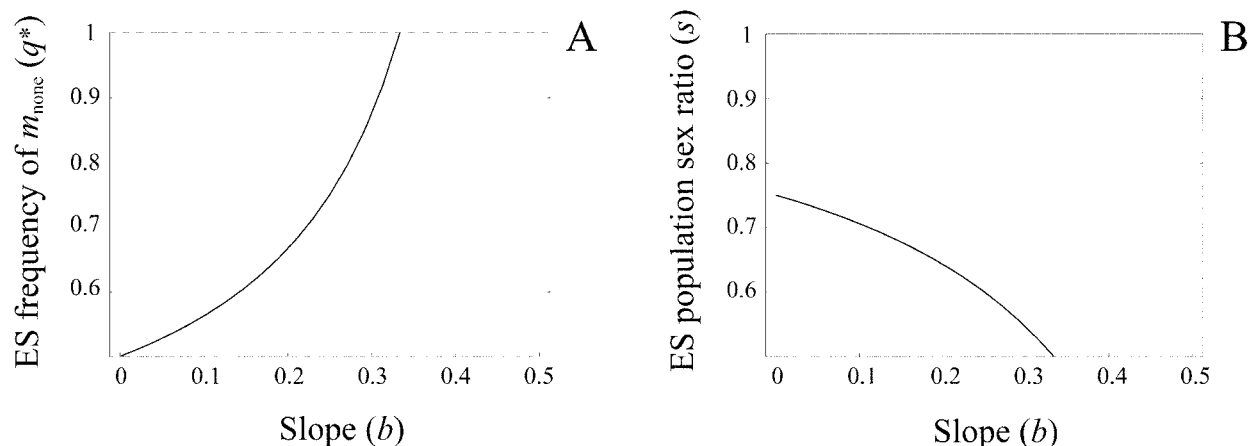 A
ES frequency of m_none (q*)
1
0.9
0.8
0.7
0.6
0 0.1 0.2 0.3 0.4 0.5
Slope (b)
B
ES population sex ratio (s)
1
0.9
0.8
0.7
0.6
0 0.1 0.2 0.3 0.4 0.5
Slope (b)